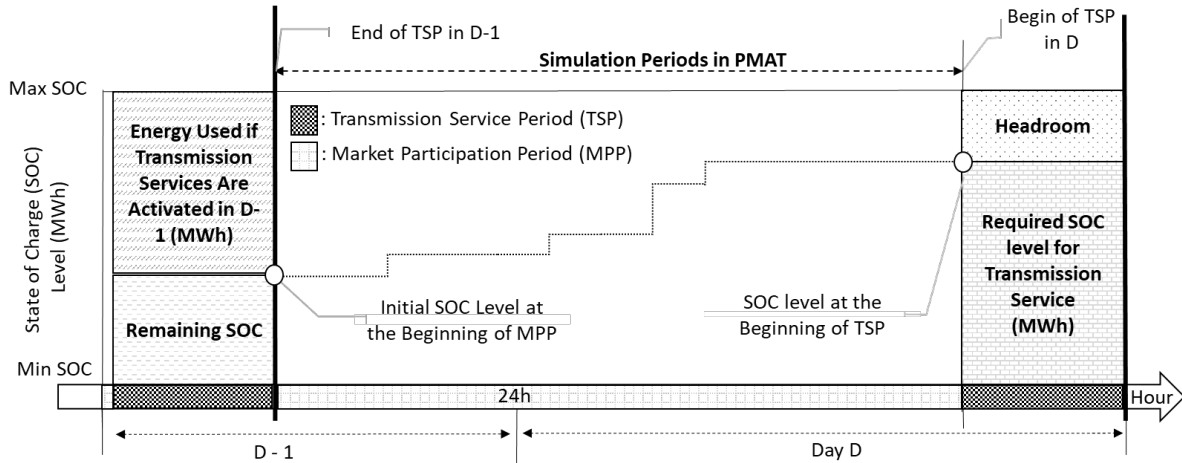 End of TSP in D-1
Begin of TSP
in D
Simulation Periods in PMAT
Max SOC
Energy Used if
Transmission
Services Are
Activated in D-
1 (MWh)
: Transmission Service Period (TSP)
: Market Participation Period (MPP)
Headroom
State of Charge (SOC)
Level (MWh)
Required SOC
level for
Transmission
Service
(MWh)
Remaining SOC
Initial SOC Level at
the Beginning of MPP
SOC level at the
Beginning of TSP
Min SOC
24h
Hour
D - 1
Day D